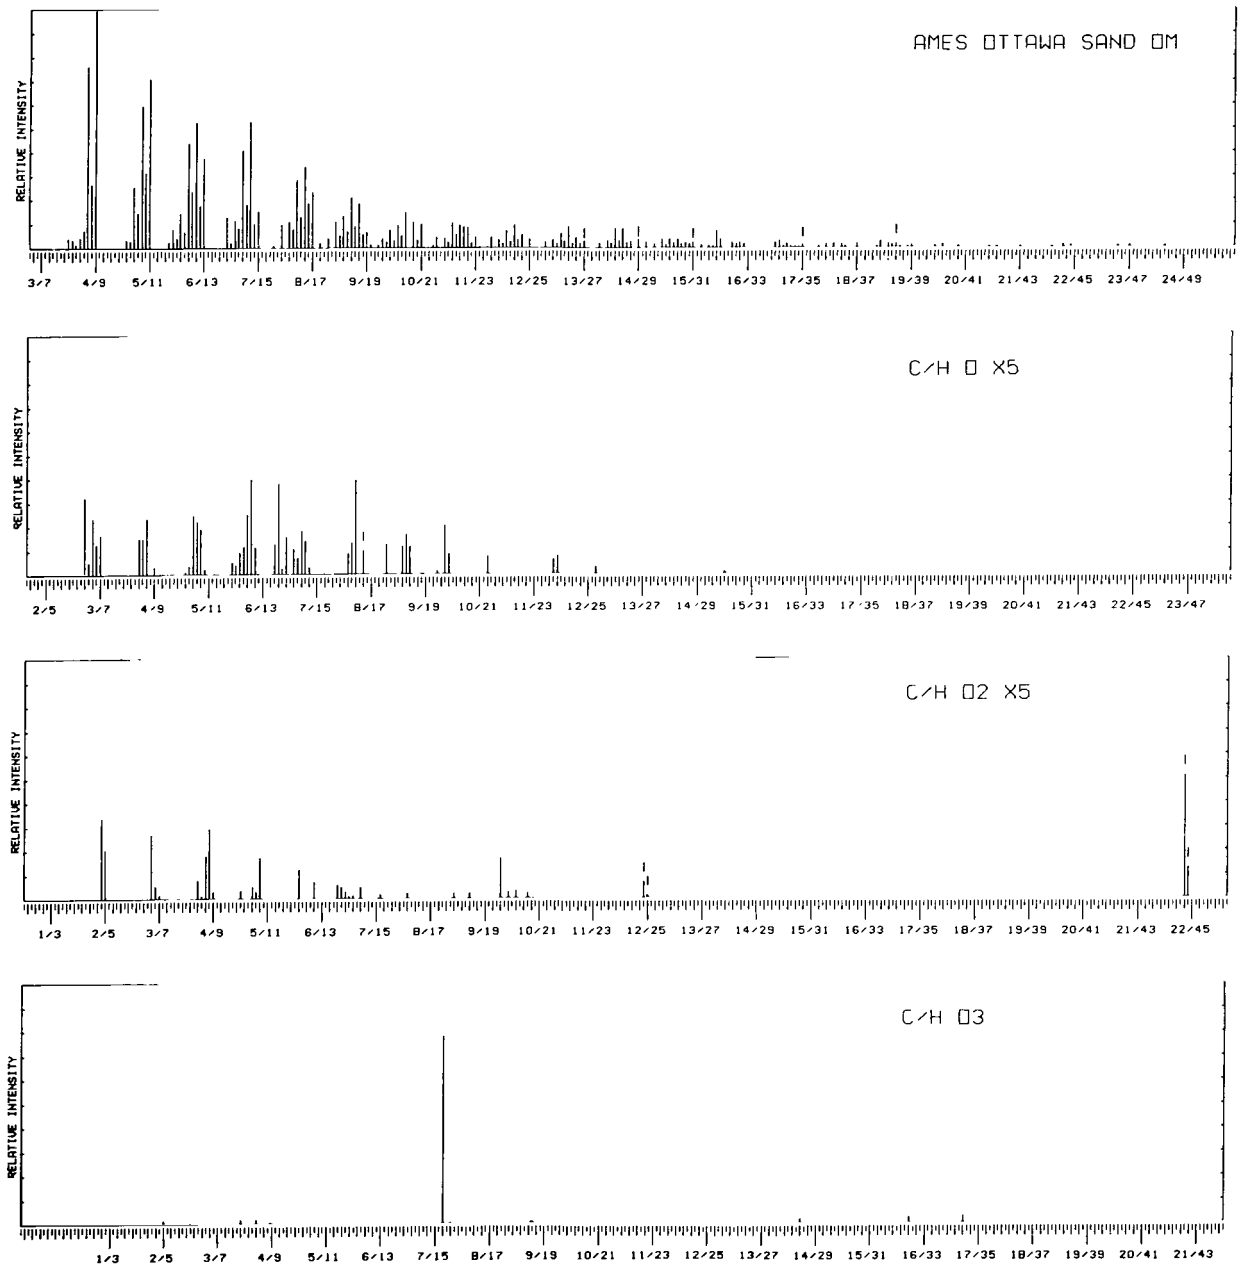 AMES OTTAWA SAND OM
RELATIVE INTENSITY
3/7 4/9 5/11 6/13 7/15 8/17 9/19 10/21 11/23 12/25 13/27 14/29 15/31 16/33 17/35 18/37 19/39 20/41 21/43 22/45 23/47 24/49
C/H O X5
RELATIVE INTENSITY
2/5 3/7 4/9 5/11 6/13 7/15 8/17 9/19 10/21 11/23 12/25 13/27 14/29 15/31 16/33 17/35 18/37 19/39 20/41 21/43 22/45 23/47
C/H O2 X5
RELATIVE INTENSITY
1/3 2/5 3/7 4/9 5/11 6/13 7/15 8/17 9/19 10/21 11/23 12/25 13/27 14/29 15/31 16/33 17/35 18/37 19/39 20/41 21/43 22/45
C/H O3
RELATIVE INTENSITY
1/3 2/5 3/7 4/9 5/11 6/13 7/15 8/17 9/19 10/21 11/23 12/25 13/27 14/29 15/31 16/33 17/35 18/37 19/39 20/41 21/43